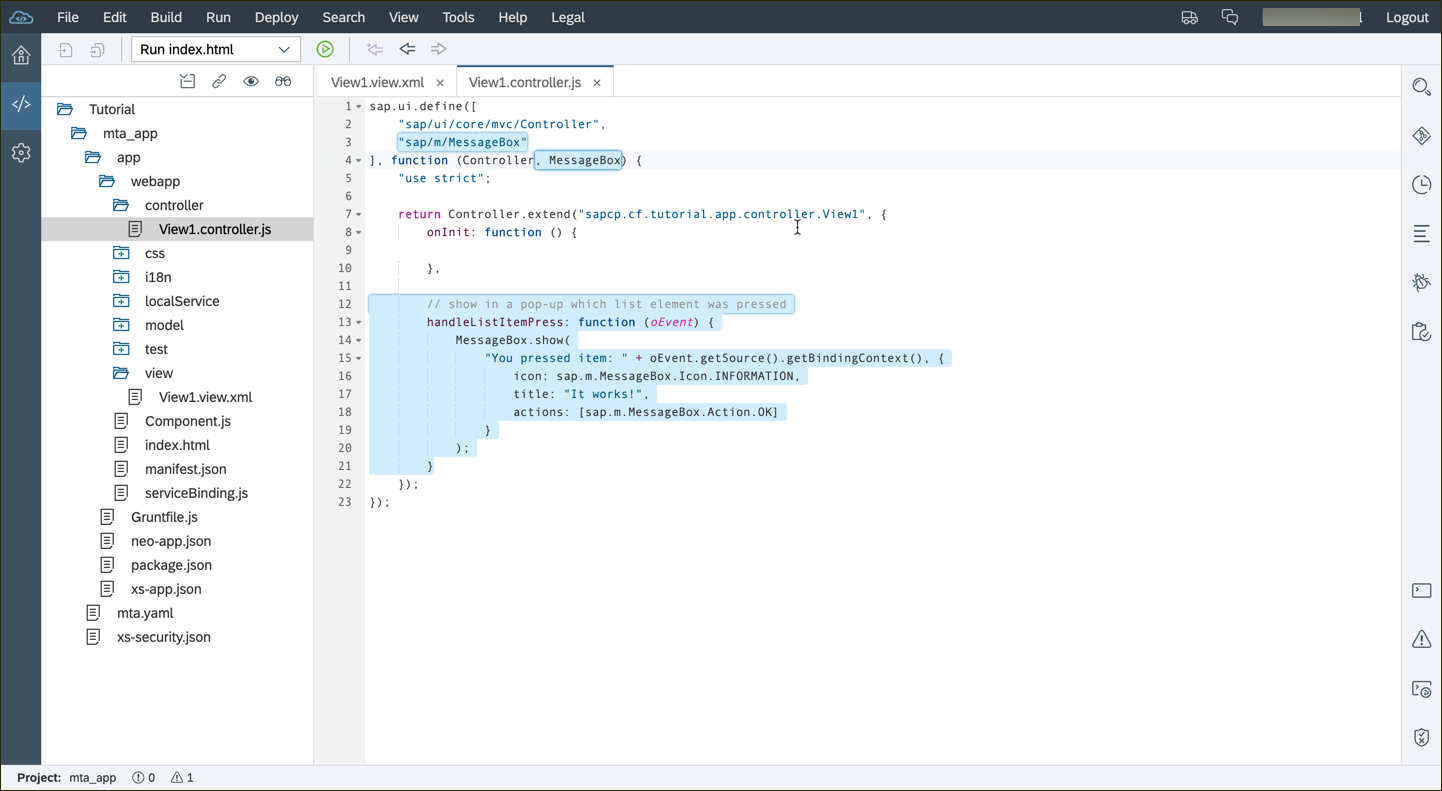 File Edit Build Run Deploy Search View Tools Help Legal Logout
Run index.html
View1.view.xml × View1.controller.js ×
Tutorial
mta_app
app
webapp
controller
View1.controller.js
css
i18n
localService
model
test
view
View1.view.xml
Component.js
index.html
manifest.json
serviceBinding.js
Gruntfile.js
neo-app.json
package.json
xs-app.json
mta.yaml
xs-security.json
1 sap.ui.define([
2 "sap/ui/core/mvc/Controller",
3 "sap/m/MessageBox"
4 ], function (Controller, MessageBox) {
5 "use strict";
6
7 return Controller.extend("sapcp.cf.tutorial.app.controller.View1", {
8 onInit: function () {
9
10 },
11
12 // show in a pop-up which list element was pressed
13 handleListItemPress: function (oEvent) {
14 MessageBox.show(
15 "You pressed item: " + oEvent.getSource().getBindingContext(), {
16 icon: sap.m.MessageBox.Icon.INFORMATION,
17 title: "It works!",
18 actions: [sap.m.MessageBox.Action.OK]
19 }
20 );
21 }
22 });
23 });
Project: mta_app 0 1